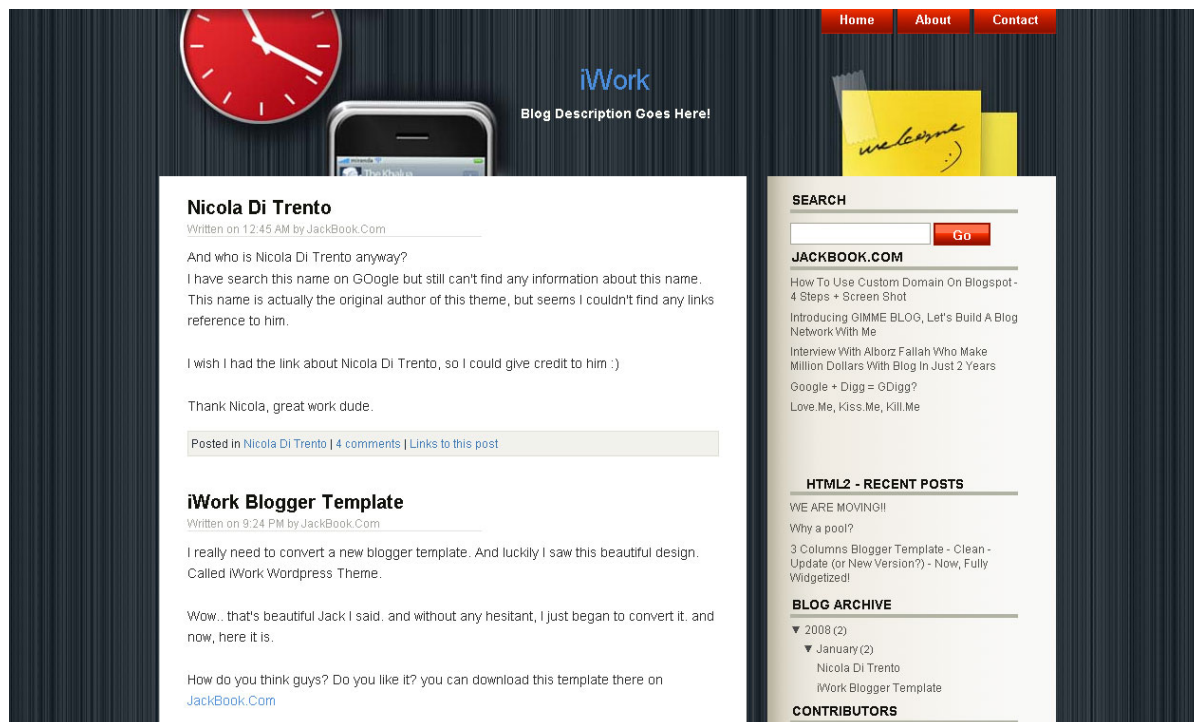 Home About Contact
iWork
Blog Description Goes Here!
welcome
:)
miranda
The Khalua
Nicola Di Trento
Written on 12:45 AM by JackBook.Com
And who is Nicola Di Trento anyway?
I have search this name on GOogle but still can't find any information about this name.
This name is actually the original author of this theme, but seems I couldn't find any links
reference to him.
I wish I had the link about Nicola Di Trento, so I could give credit to him :)
Thank Nicola, great work dude.
Posted in Nicola Di Trento | 4 comments | Links to this post
iWork Blogger Template
Written on 9:24 PM by JackBook.Com
I really need to convert a new blogger template. And luckily I saw this beautiful design.
Called iWork Wordpress Theme.
Wow.. that's beautiful Jack I said. and without any hesitant, I just began to convert it. and
now, here it is.
How do you think guys? Do you like it? you can download this template there on
JackBook.Com
SEARCH
Go
JACKBOOK.COM
How To Use Custom Domain On Blogspot -
4 Steps + Screen Shot
Introducing GIMME BLOG, Let's Build A Blog
Network With Me
Interview With Alborz Fallah Who Make
Million Dollars With Blog In Just 2 Years
Google + Digg = GDigg?
Love.Me, Kiss.Me, Kill.Me
HTML2 - RECENT POSTS
WE ARE MOVING!!
Why a pool?
3 Columns Blogger Template - Clean -
Update (or New Version?) - Now, Fully
Widgetized!
BLOG ARCHIVE
▼ 2008 (2)
▼ January (2)
Nicola Di Trento
iWork Blogger Template
CONTRIBUTORS